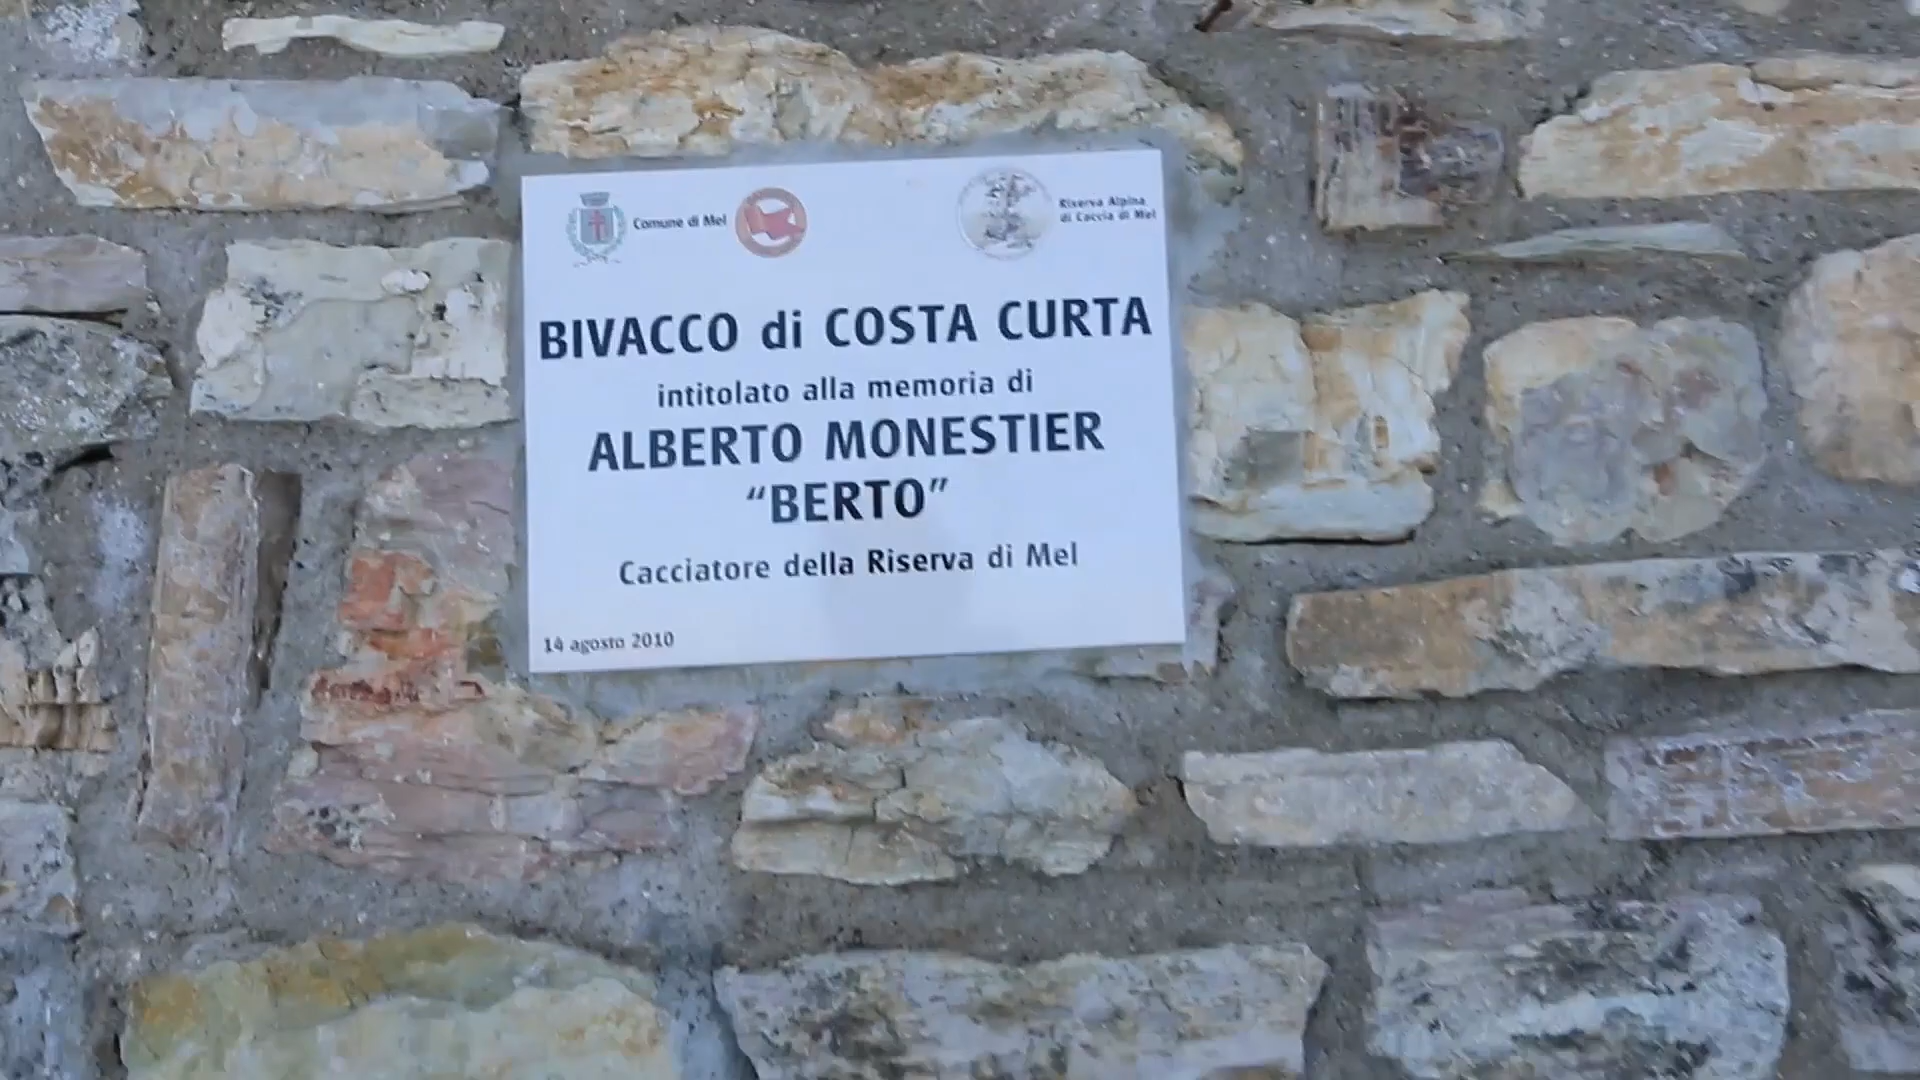 Comune di Mel
Riserva Alpina
di Caccia di Mel
BIVACCO di COSTA CURTA
intitolato alla memoria di
ALBERTO MONESTIER
“BERTO”
Cacciatore della Riserva di Mel
14 agosto 2010